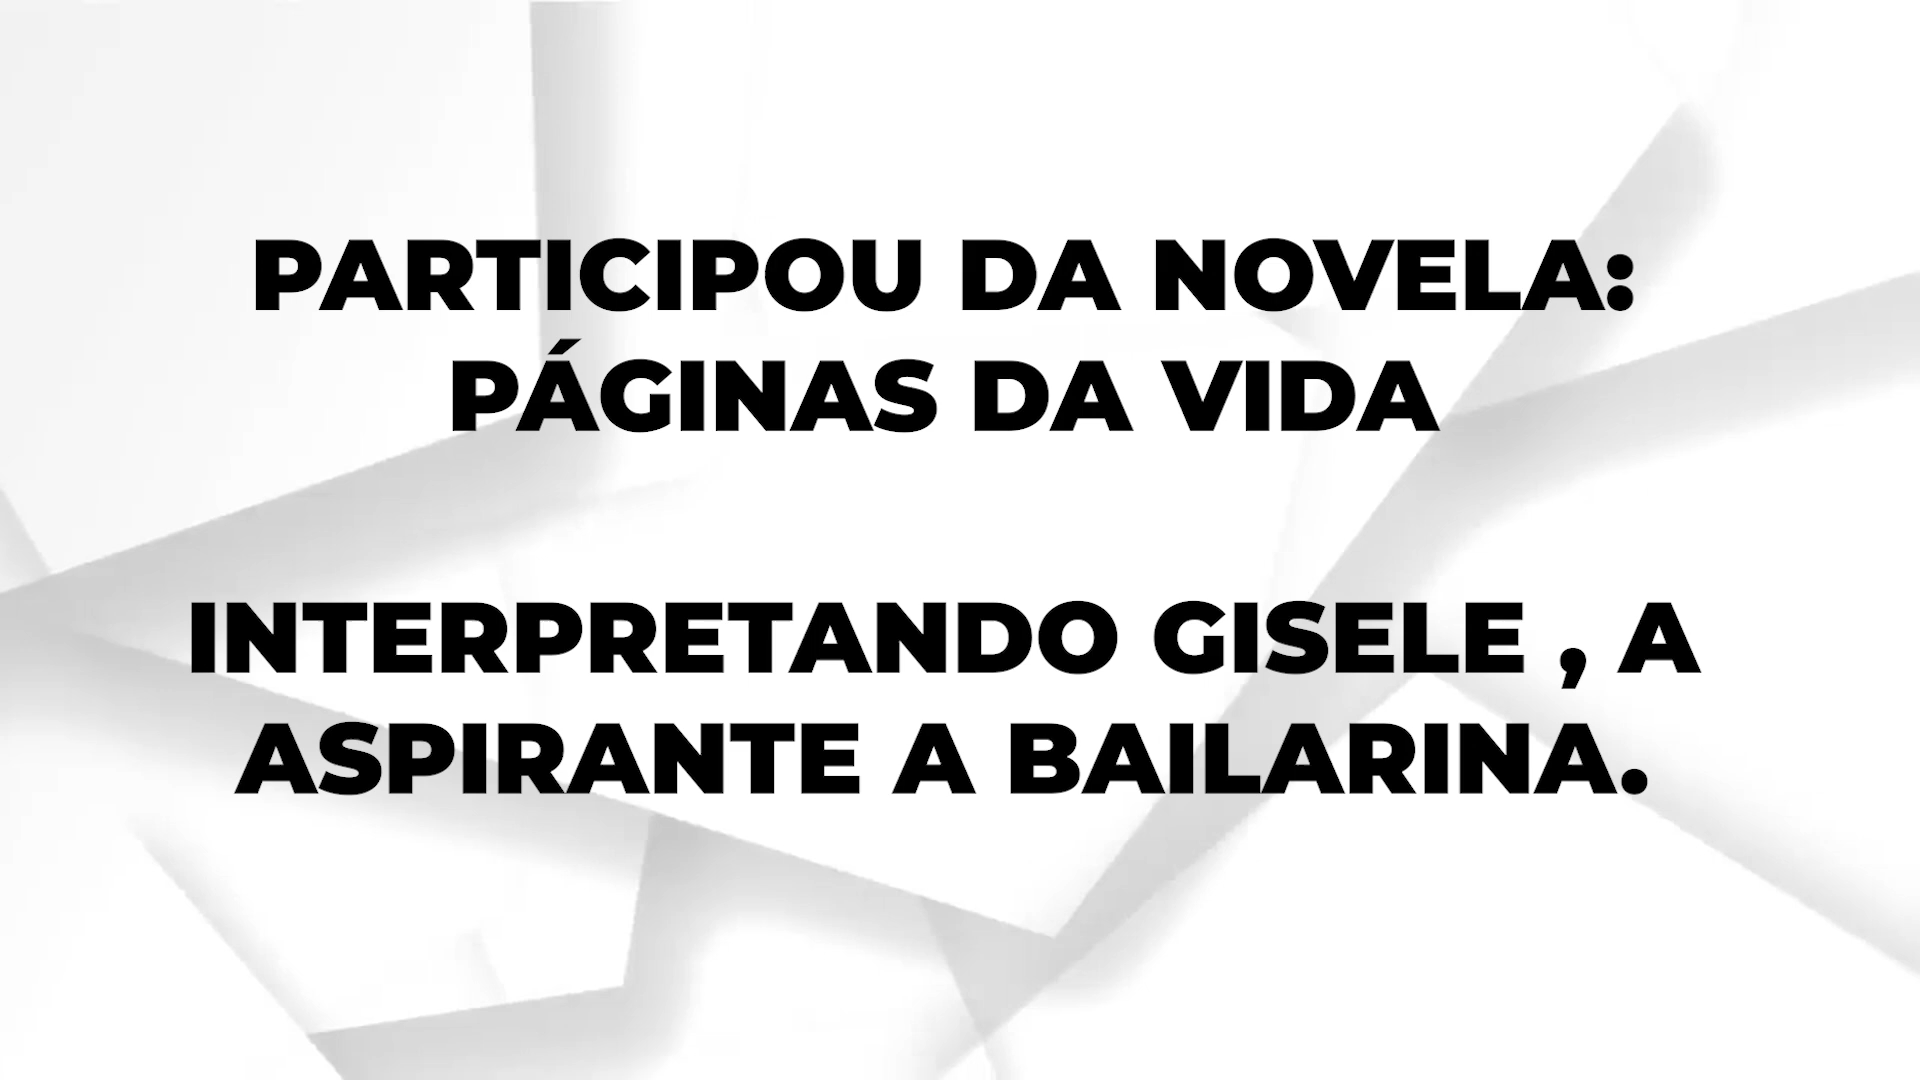 PARTICIPOU DA NOVELA:
PÁGINAS DA VIDA
INTERPRETANDO GISELE , A
ASPIRANTE A BAILARINA.